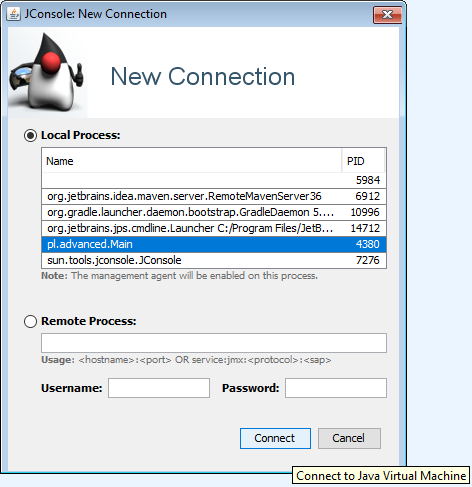 JConsole: New Connection
New Connection
Local Process:
Name PID
5984
org.jetbrains.idea.maven.server.RemoteMavenServer36 6912
org.gradle.launcher.daemon.bootstrap.GradleDaemon 5.... 10996
org.jetbrains.jps.cmdline.Launcher C:/Program Files/JetB... 14712
pl.advanced.Main 4380
sun.tools.jconsole.JConsole 7276
Note: The management agent will be enabled on this process.
Remote Process:
Usage: <hostname>:<port> OR service:jmx:<protocol>:<sap>
Username: Password:
Connect Cancel
Connect to Java Virtual Machine